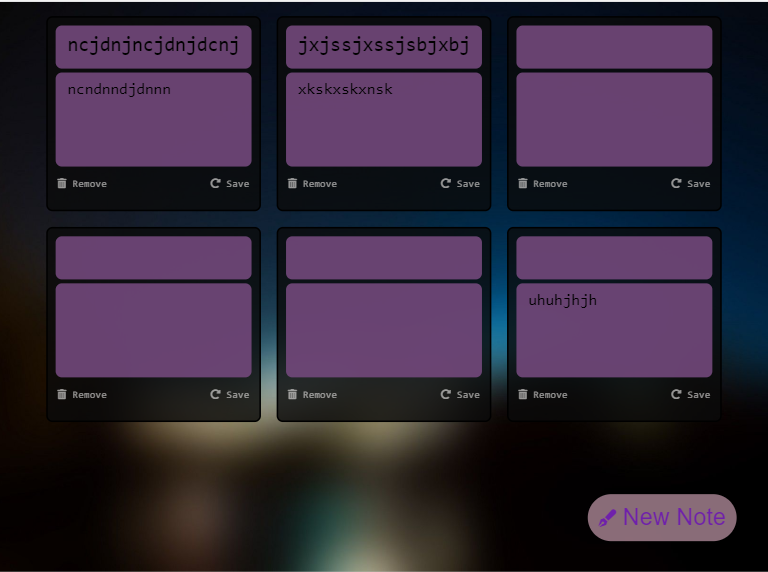 ncjdnjncjdnjdcnj jxjssjxssjsbjxbj
ncndnndjdnnn xkskxskxnsk
Remove Save Remove Save Remove Save
uhuhjhjh
Remove Save Remove Save Remove Save
New Note